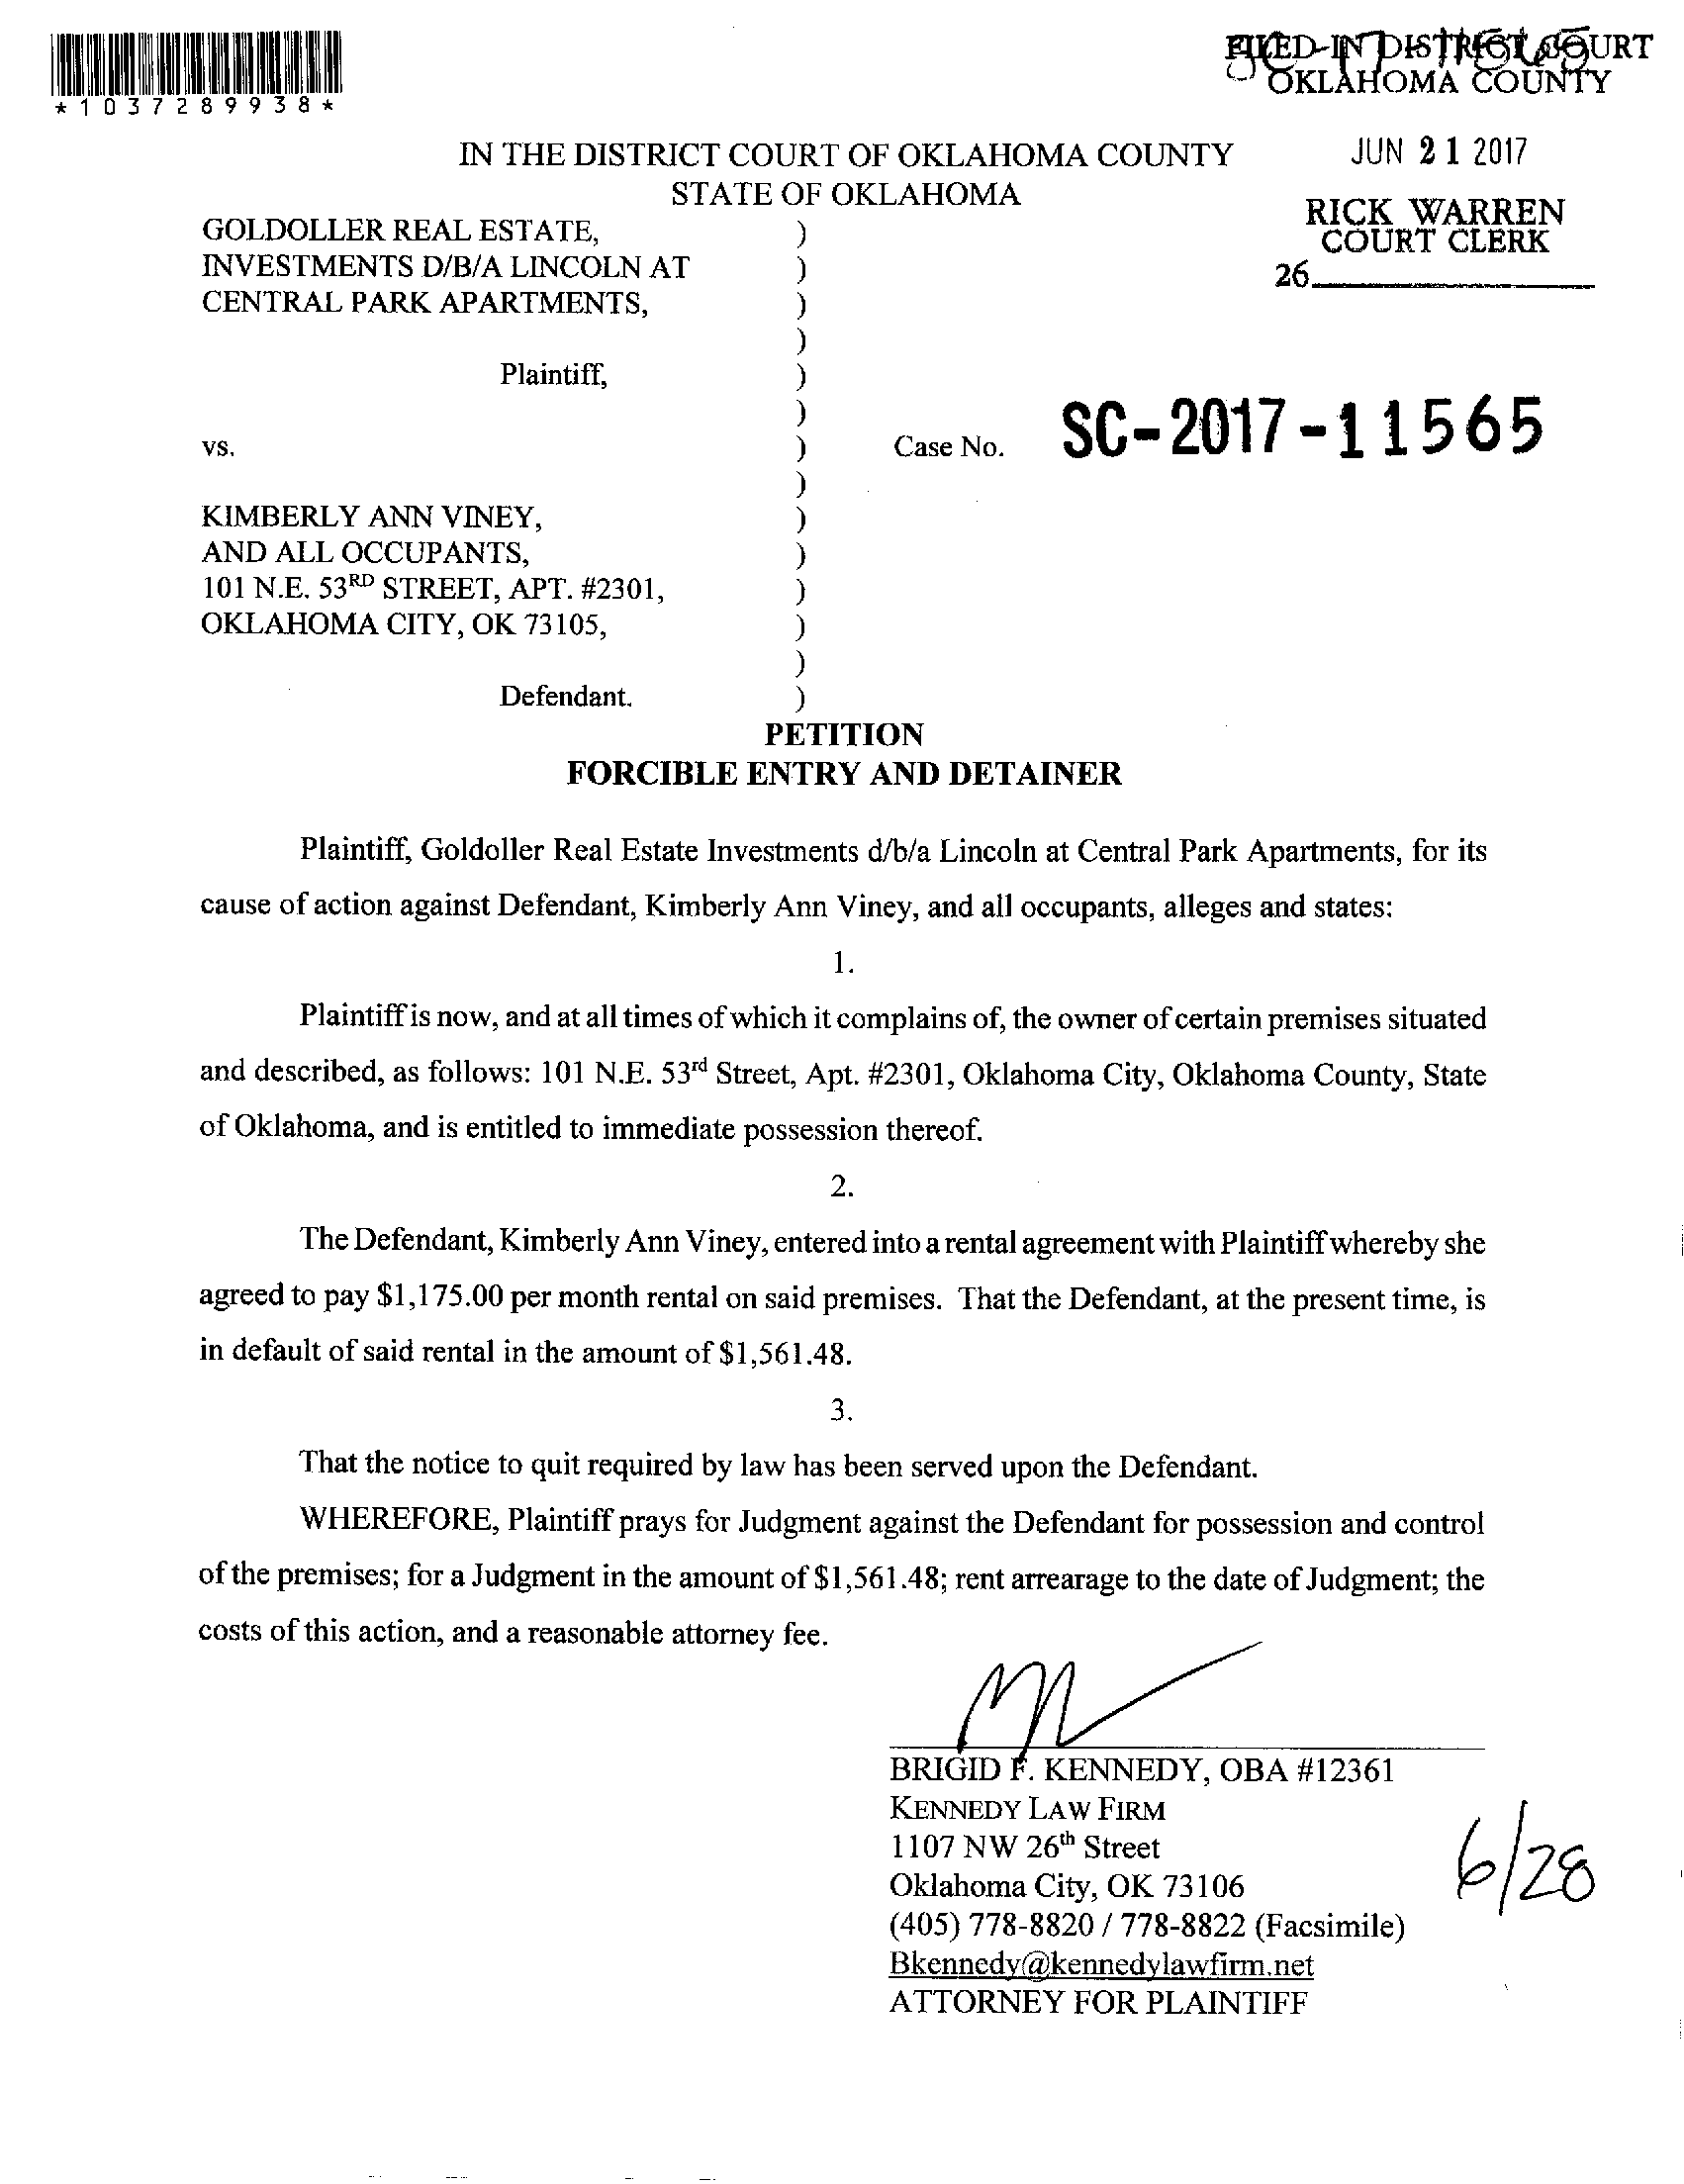 *1037289938*
FILED IN DISTRICT COURT
OKLAHOMA COUNTY
JUN 21 2017
RICK WARREN
COURT CLERK
26
IN THE DISTRICT COURT OF OKLAHOMA COUNTY
STATE OF OKLAHOMA
GOLDOLLER REAL ESTATE, )
INVESTMENTS D/B/A LINCOLN AT )
CENTRAL PARK APARTMENTS, )
)
Plaintiff, )
)
vs. ) Case No. SC-2017-11565
)
KIMBERLY ANN VINEY, )
AND ALL OCCUPANTS, )
101 N.E. 53RD STREET, APT. #2301, )
OKLAHOMA CITY, OK 73105, )
)
Defendant. )
PETITION
FORCIBLE ENTRY AND DETAINER
Plaintiff, Goldoller Real Estate Investments d/b/a Lincoln at Central Park Apartments, for its
cause of action against Defendant, Kimberly Ann Viney, and all occupants, alleges and states:
1.
Plaintiff is now, and at all times of which it complains of, the owner of certain premises situated
and described, as follows: 101 N.E. 53rd Street, Apt. #2301, Oklahoma City, Oklahoma County, State
of Oklahoma, and is entitled to immediate possession thereof.
2.
The Defendant, Kimberly Ann Viney, entered into a rental agreement with Plaintiff whereby she
agreed to pay $1,175.00 per month rental on said premises. That the Defendant, at the present time, is
in default of said rental in the amount of $1,561.48.
3.
That the notice to quit required by law has been served upon the Defendant.
WHEREFORE, Plaintiff prays for Judgment against the Defendant for possession and control
of the premises; for a Judgment in the amount of $1,561.48; rent arrearage to the date of Judgment; the
costs of this action, and a reasonable attorney fee.
BRIGID F. KENNEDY, OBA #12361
KENNEDY LAW FIRM
1107 NW 26th Street
Oklahoma City, OK 73106
(405) 778-8820 / 778-8822 (Facsimile)
Bkennedy@kennedylawfirm.net
ATTORNEY FOR PLAINTIFF
6/28